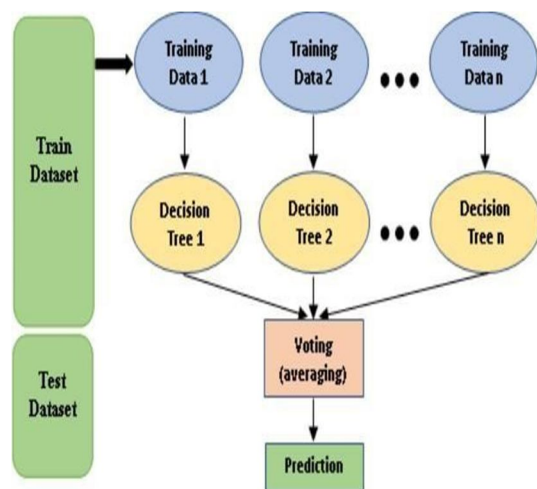 Train
Dataset
Test
Dataset
Training
Data 1
Training
Data 2
Training
Data n
Decision
Tree 1
Decision
Tree 2
Decision
Tree n
Voting
(averaging)
Prediction